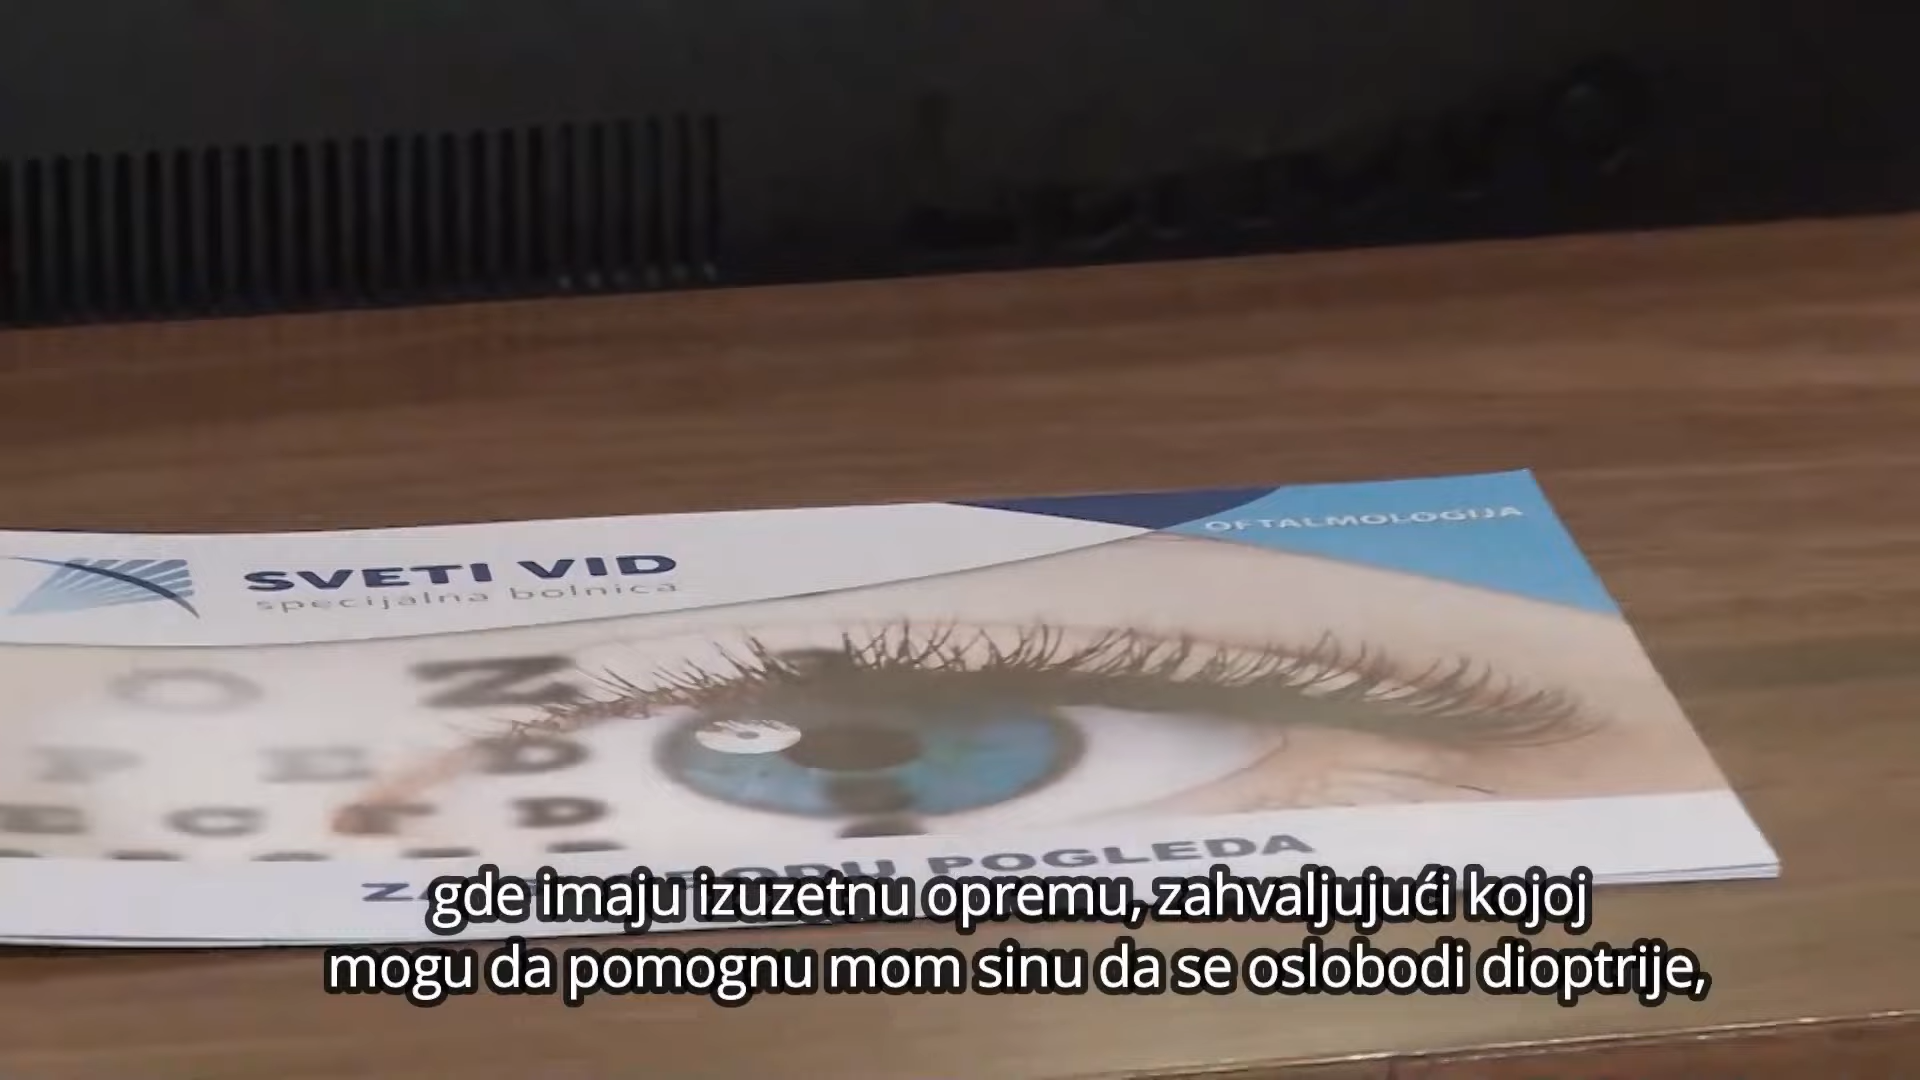 SVETI VID
specijalna bolnica
OFTALMOLOGIJA
O Z
P E D
E C F D
POGLEDA
gde imaju izuzetnu opremu, zahvaljujući kojoj
mogu da pomognu mom sinu da se oslobodi dioptrije,